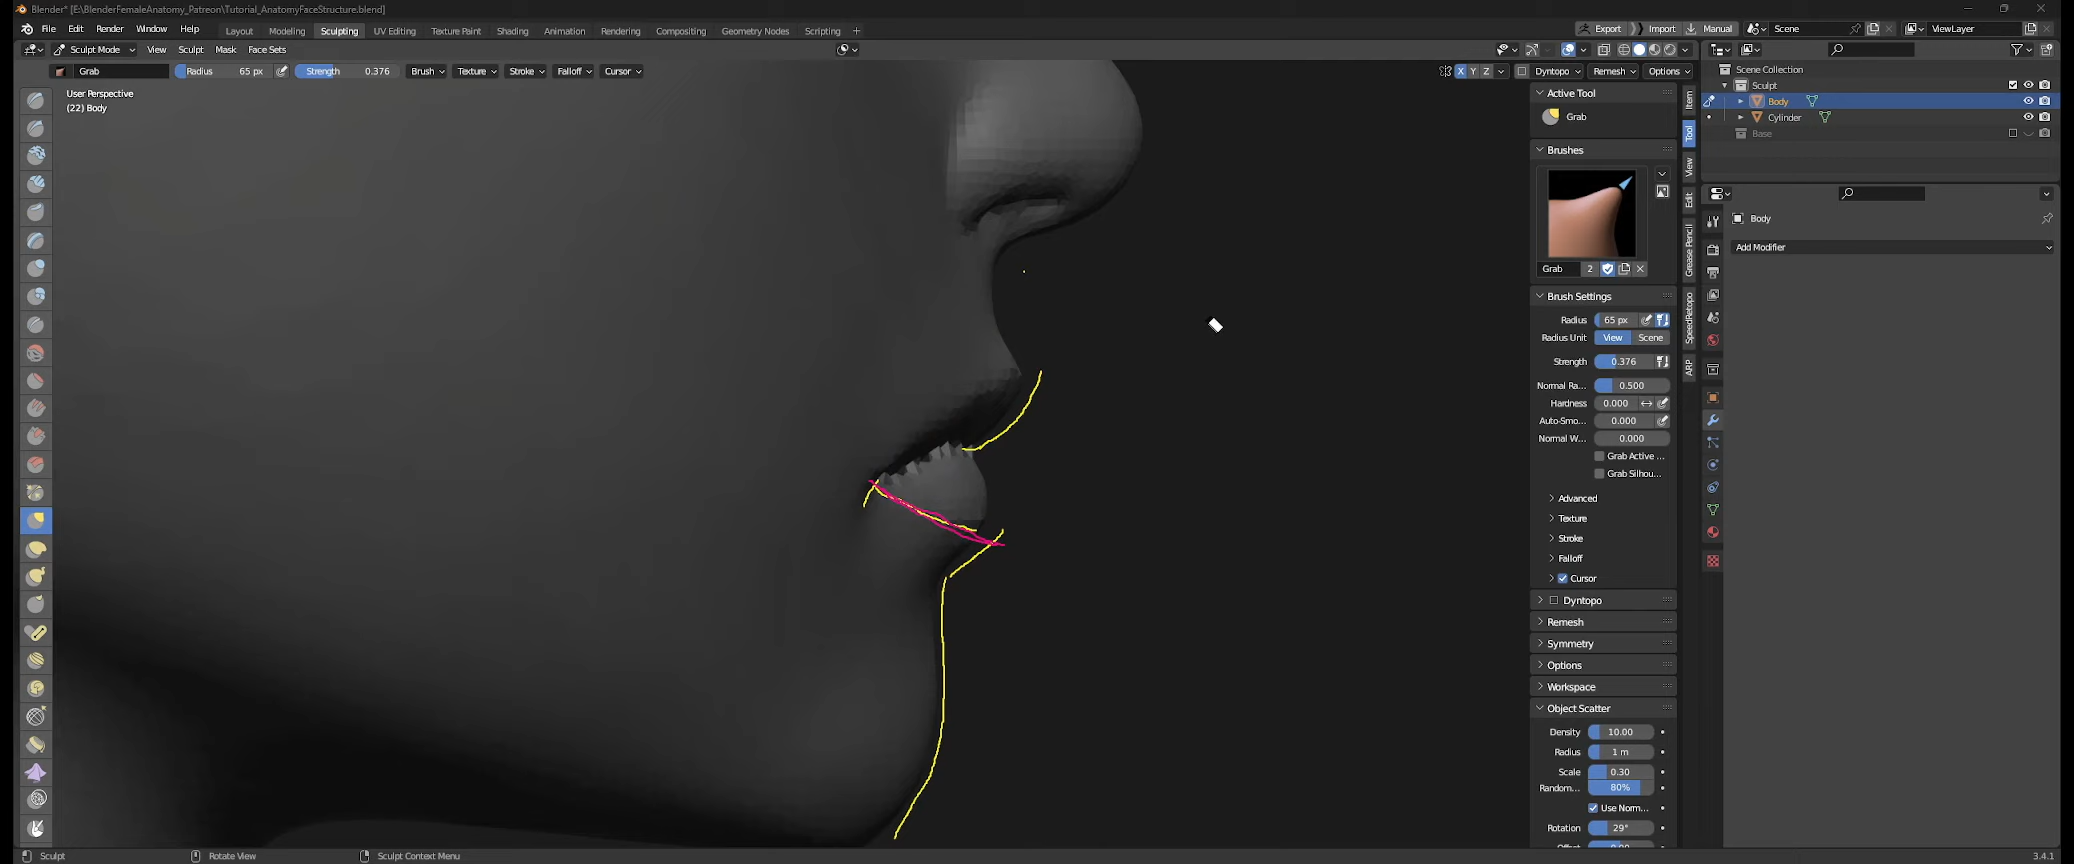 Blender* [E:\BlenderFemaleAnatomy_Patreon\Tutorial_AnatomyFaceStructure.blend]
File Edit Render Window Help Layout Modeling Sculpting UV Editing Texture Paint Shading Animation Rendering Compositing Geometry Nodes Scripting + Export Import Manual Scene ViewLayer
Sculpt Mode View Sculpt Mask Face Sets
Grab Radius 65 px Strength 0.376 Brush Texture Stroke Falloff Cursor X Y Z Dyntopo Remesh Options
User Perspective
(22) Body
Active Tool
Grab
Brushes
Grab 2
Brush Settings
Radius 65 px
Radius Unit View Scene
Strength 0.376
Normal Ra... 0.500
Hardness 0.000
Auto-Smo... 0.000
Normal W... 0.000
Grab Active ...
Grab Silhou...
Advanced
Texture
Stroke
Falloff
Cursor
Dyntopo
Remesh
Symmetry
Options
Workspace
Object Scatter
Density 10.00
Radius 1 m
Scale 0.30
Random... 80%
Use Norm...
Rotation 29°
Offset 0.00
Item
Tool
View
Edit
Grease Pencil
SpeedRetopo
ARP
Scene Collection
Sculpt
Body
Cylinder
Base
Body
Add Modifier
Sculpt Rotate View Sculpt Context Menu 3.4.1